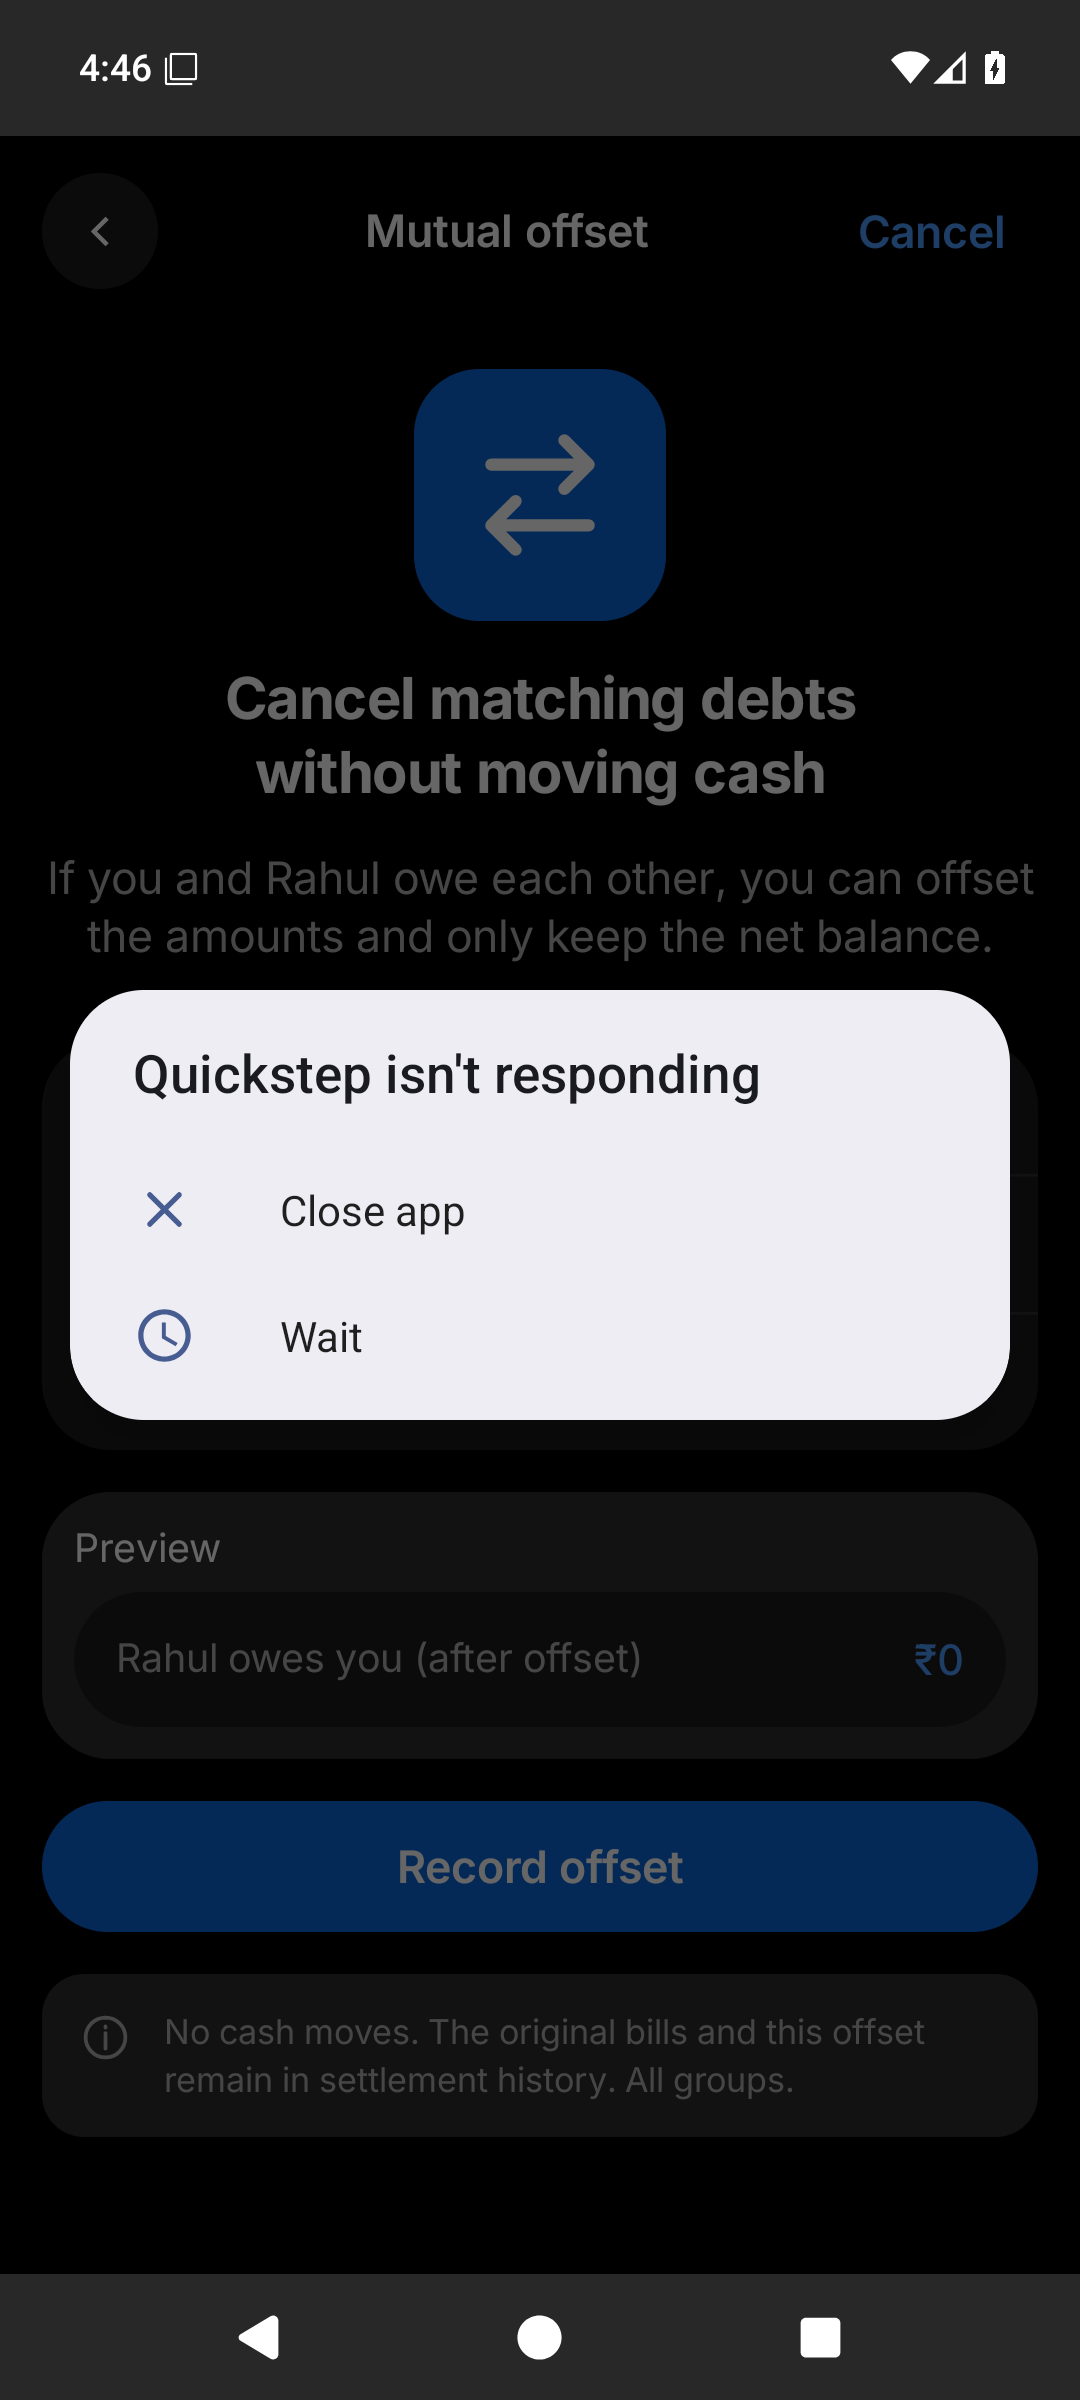 4:46
Mutual offset
Cancel
Cancel matching debts
without moving cash
If you and Rahul owe each other, you can offset
the amounts and only keep the net balance.
Quickstep isn't responding
Close app
Wait
Preview
Rahul owes you (after offset)
₹0
Record offset
No cash moves. The original bills and this offset
remain in settlement history. All groups.